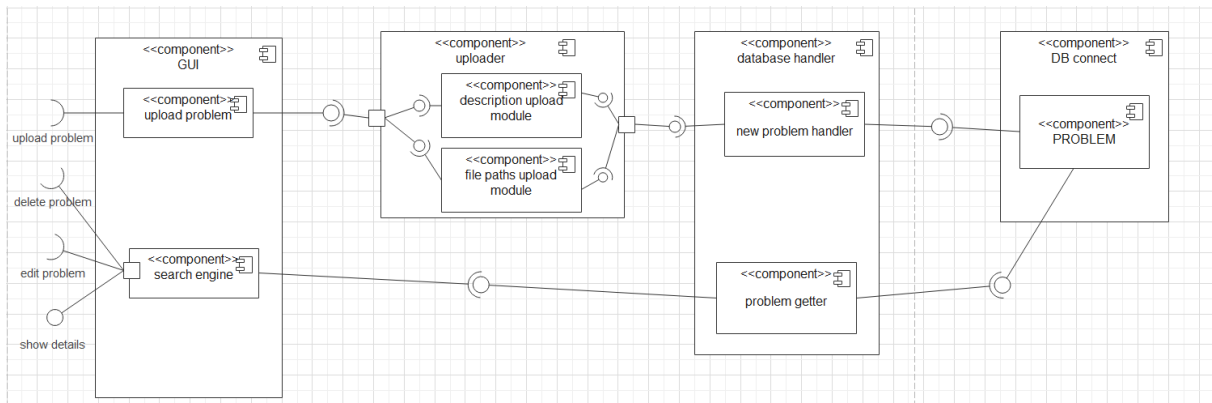 <<component>>
GUI
<<component>>
upload problem
upload problem
delete problem
edit problem
show details
<<component>>
search engine
<<component>>
uploader
<<component>>
description upload
module
<<component>>
file paths upload
module
<<component>>
database handler
<<component>>
new problem handler
<<component>>
problem getter
<<component>>
DB connect
<<component>>
PROBLEM